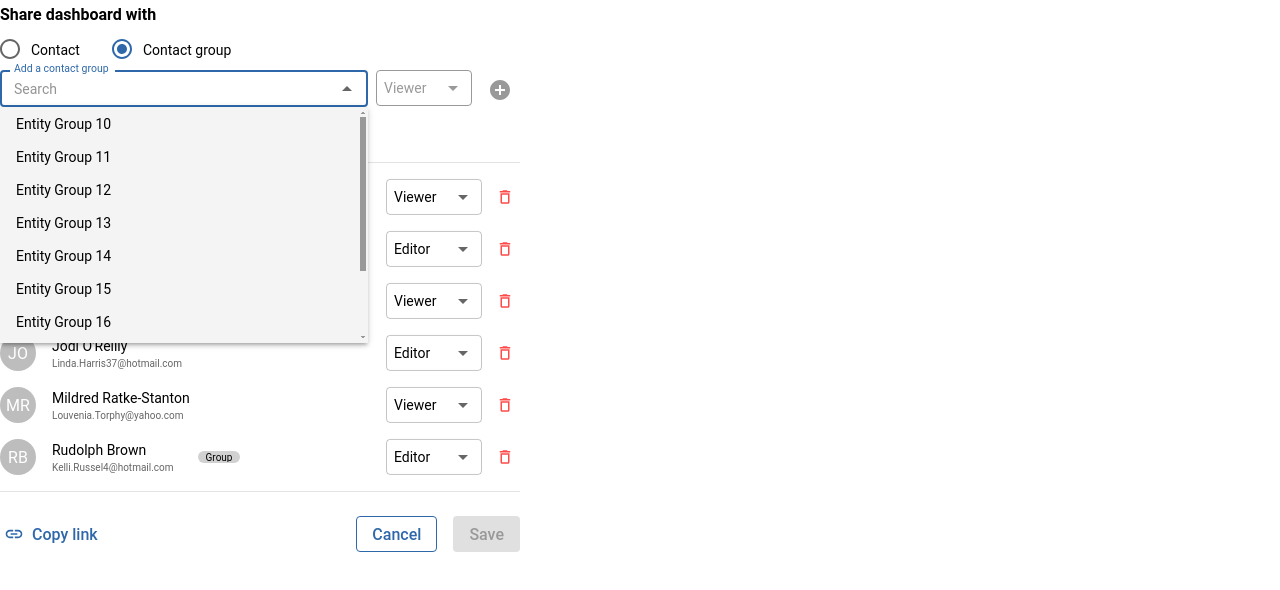 Share dashboard with
Contact
Contact group
Add a contact group
Search
Viewer
Entity Group 10
Entity Group 11
Entity Group 12
Entity Group 13
Entity Group 14
Entity Group 15
Entity Group 16
Viewer
Editor
Viewer
JO
Jodi O'Reilly
Linda.Harris37@hotmail.com
Editor
MR
Mildred Ratke-Stanton
Louvenia.Torphy@yahoo.com
Viewer
RB
Rudolph Brown
Kelli.Russel4@hotmail.com
Group
Editor
Copy link
Cancel
Save